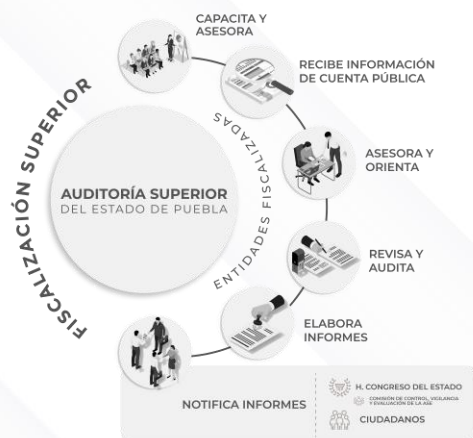 CAPACITA Y
ASESORA
RECIBE INFORMACIÓN
DE CUENTA PÚBLICA
FISCALIZACIÓN SUPERIOR
ENTIDADES FISCALIZADAS
ASESORA Y
ORIENTA
AUDITORÍA SUPERIOR
DEL ESTADO DE PUEBLA
REVISA Y
AUDITA
ELABORA
INFORMES
NOTIFICA INFORMES
H. CONGRESO DEL ESTADO
COMISIÓN DE CONTROL, VIGILANCIA
Y EVALUACIÓN DE LA ASE
CIUDADANOS